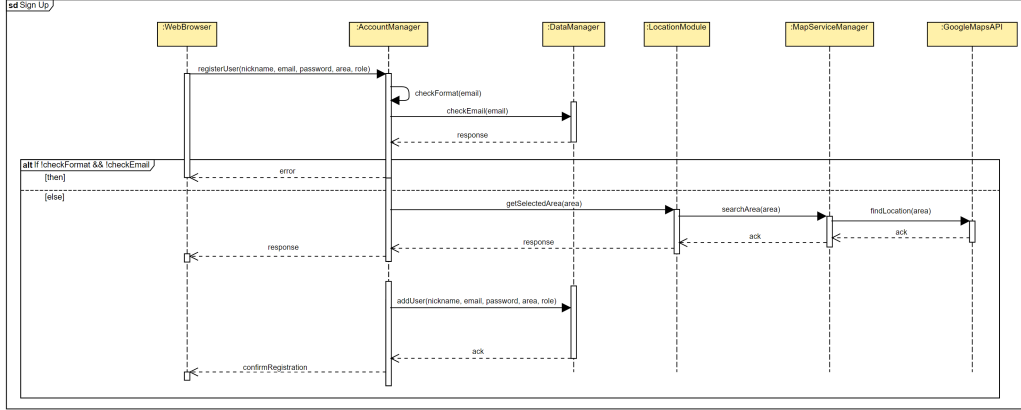 sd Sign Up
:WebBrowser
:AccountManager
:DataManager
:LocationModule
:MapServiceManager
:GoogleMapsAPI
registerUser(nickname, email, password, area, role)
checkFormat(email)
checkEmail(email)
response
alt If !checkFormat && !checkEmail
[then]
error
[else]
getSelectedArea(area)
searchArea(area)
findLocation(area)
ack
ack
response
response
addUser(nickname, email, password, area, role)
ack
confirmRegistration